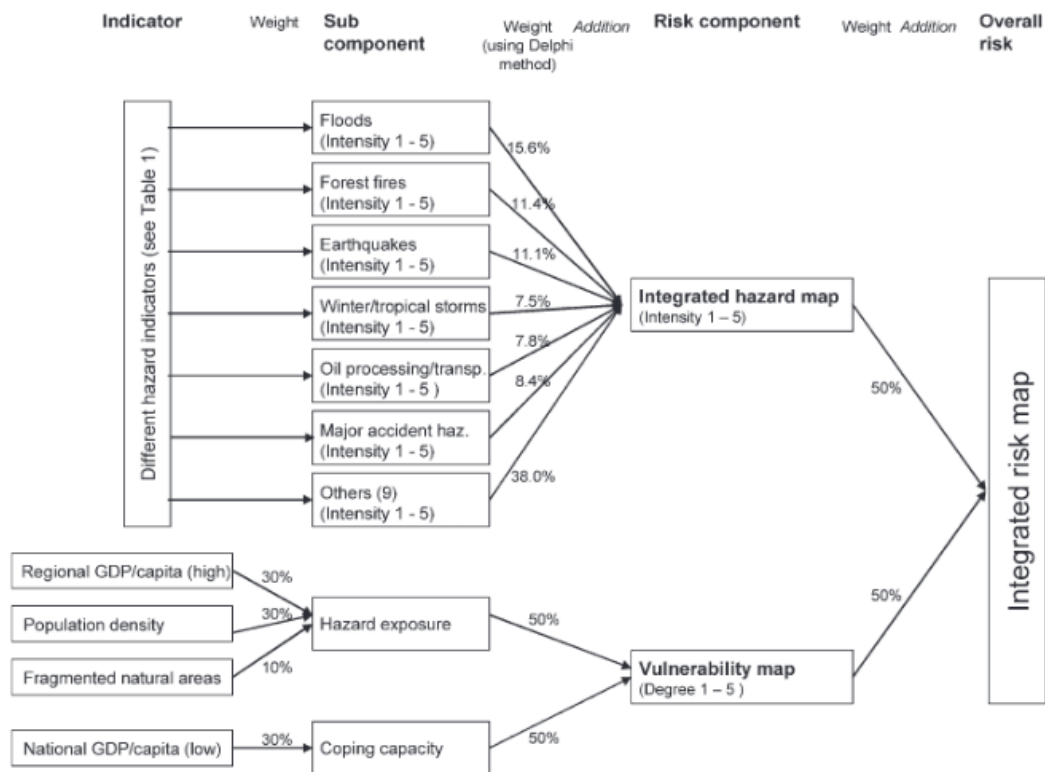 Indicator
Weight
Sub
component
Weight
(using Delphi
method)
Addition
Risk component
Weight
Addition
Overall
risk
Different hazard indicators (see Table 1)
Floods
(Intensity 1 - 5)
Forest fires
(Intensity 1 - 5)
Earthquakes
(Intensity 1 - 5)
Winter/tropical storms
(Intensity 1 - 5)
Oil processing/transp.
(Intensity 1 - 5 )
Major accident haz.
(Intensity 1 - 5)
Others (9)
(Intensity 1 - 5)
15.6%
11.4%
11.1%
7.5%
7.8%
8.4%
38.0%
Integrated hazard map
(Intensity 1 – 5)
50%
Integrated risk map
Regional GDP/capita (high)
Population density
Fragmented natural areas
National GDP/capita (low)
30%
30%
10%
30%
Hazard exposure
Coping capacity
50%
50%
Vulnerability map
(Degree 1 – 5 )
50%